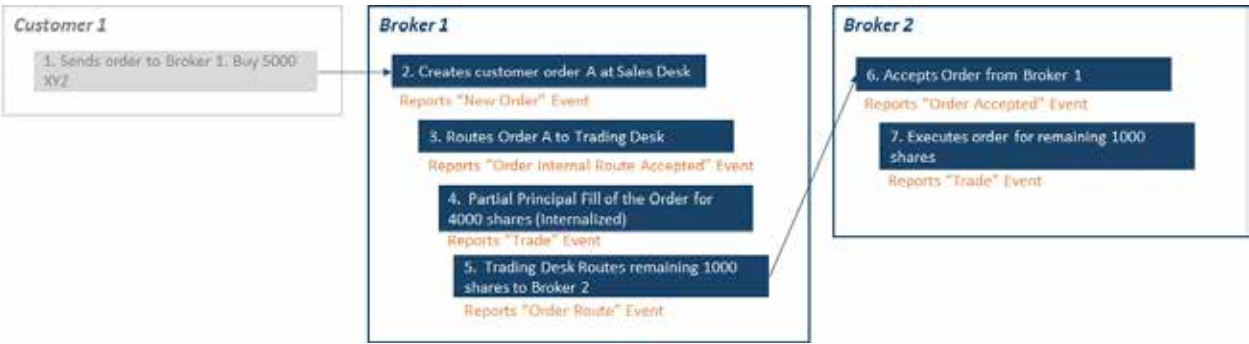 Customer 1
1. Sends order to Broker 1. Buy 5000
XYZ
Broker 1
2. Creates customer order A at Sales Desk
Reports "New Order" Event
3. Routes Order A to Trading Desk
Reports "Order Internal Route Accepted" Event
4. Partial Principal Fill of the Order for
4000 shares (Internalized)
Reports "Trade" Event
5. Trading Desk Routes remaining 1000
shares to Broker 2
Reports "Order Route" Event
Broker 2
6. Accepts Order from Broker 1
Reports "Order Accepted" Event
7. Executes order for remaining 1000
shares
Reports "Trade" Event